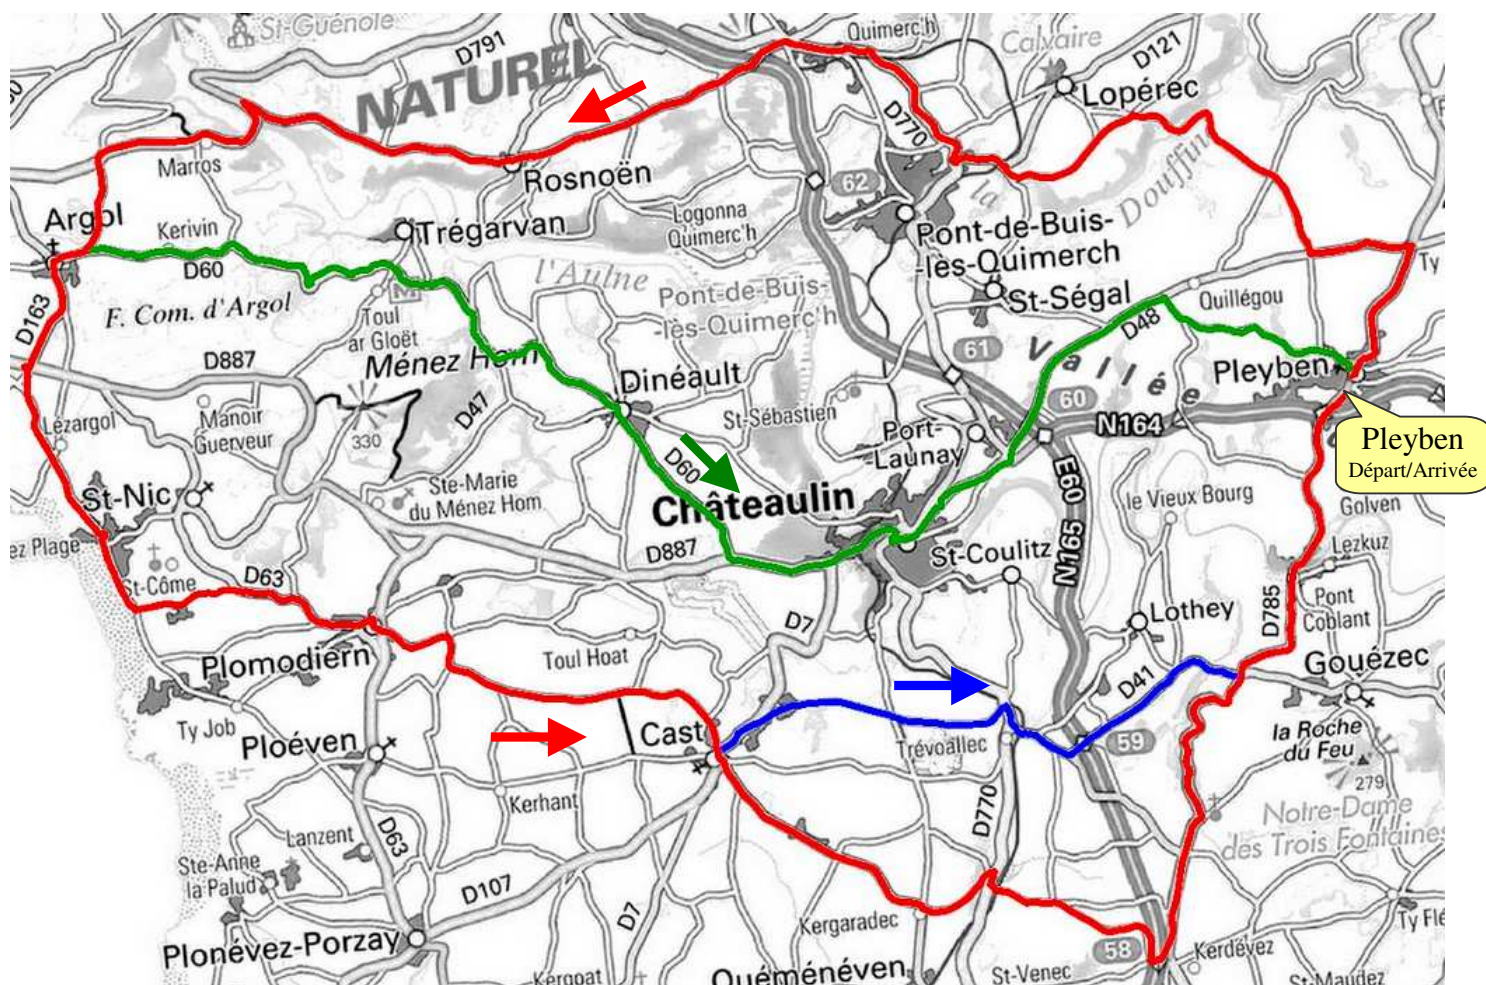 St-Guénolé
Quimerc'h
Calvaire
D121
D791
NATUREL
Lopérec
D770
Marros
Rosnoën
62
la
Douffine
Argol
Kerivin
Trégarvan
Logonna
Quimerc'h
Pont-de-Buis-
-lès-Quimerch
D60
l'Aulne
Ty
F. Com. d'Argol
M
Pont-de-Buis-
-lès-Quimerc'h
St-Ségal
Quillégou
D163
Toul
ar Gloët
D48
D887
Ménez Hom
61
Vallée
Pleyben
Dinéault
Lézargol
Manoir
Guerveur
D47
St-Sébastien
60
330
Port-
-Launay
N164
Pleyben
Départ/Arrivée
D60
E60
St-Nic
Ste-Marie
du Ménez Hom
Châteaulin
le Vieux Bourg
Golven
ez Plage
D887
St-Coulitz
N165
Lezkuz
St-Côme
D63
D785
Pont
Coblant
D7
Lothey
Plomodiern
Toul Hoat
Gouézec
D41
Ty Job
Ploéven
Cast
Trévoallec
59
la Roche
du Feu
279
Kerhant
D770
Notre-Dame
des Trois Fontaines
Lanzent
D63
Ste-Anne
la Palud
D107
D7
Kergaradec
Ty Flé
Plonévez-Porzay
58
Kerdévez
Kergoat
Quéménéven
St-Venec
St-Maudez